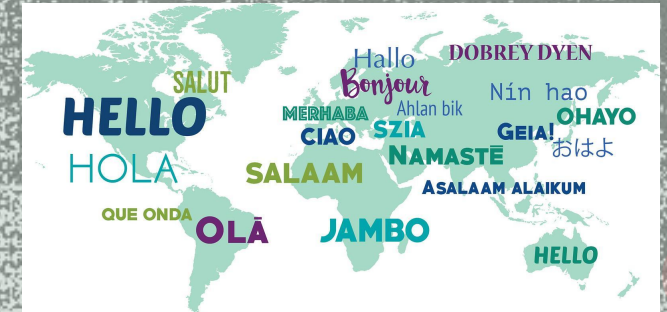 Hallo
DOBREY DYEN
SALUT
Bonjour
Nín hao
HELLO
MERHABA
Ahlan bik
OHAYO
CIAO
SZIA
GEIA!
おはよ
HOLA
NAMASTĒ
SALAAM
ASALAAM ALAIKUM
QUE ONDA
OLĀ
JAMBO
HELLO